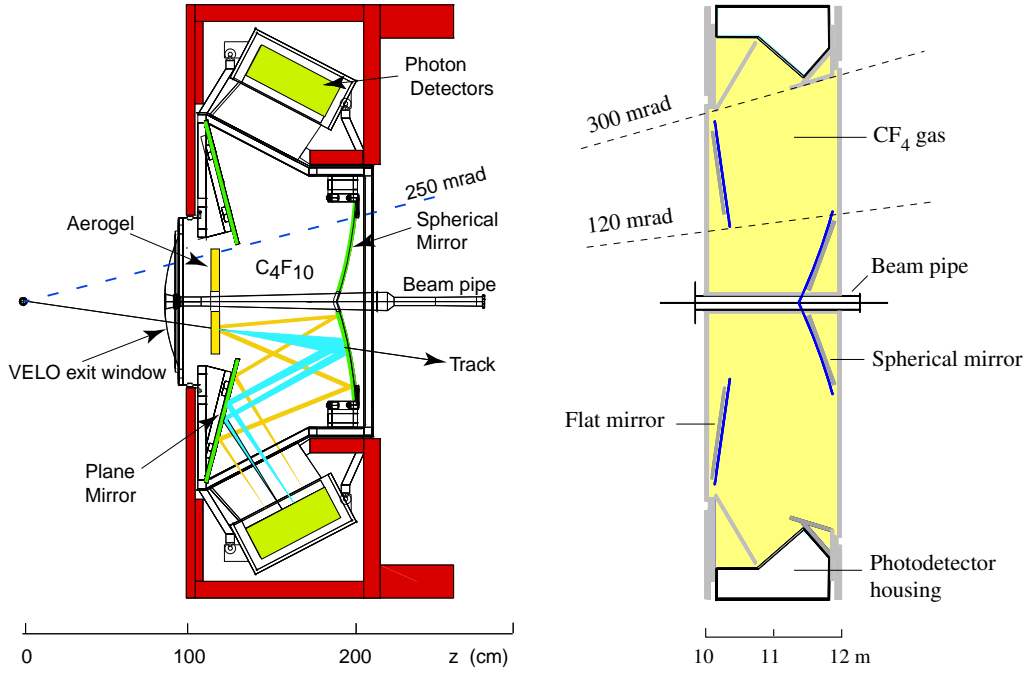 Photon
Detectors
250 mrad
Aerogel
Spherical
Mirror
C4F10
Beam pipe
VELO exit window
Track
Plane
Mirror
0
100
200
z (cm)
300 mrad
CF4 gas
120 mrad
Beam pipe
Spherical mirror
Flat mirror
Photodetector
housing
10
11
12 m